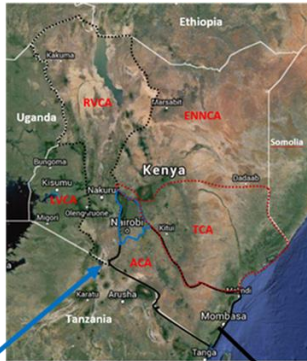 Ethiopia
Kakuma
RVCA
Marsabit
Uganda
ENNCA
Somolia
Bungoma
Kenya
Kisumu
Dadaab
Nakuru
LVCA
Olenguruone
Migori
Nairobi
Kitui
TCA
ACA
Malindi
Karatu
Arusha
Mombasa
Tanzania
Tanga